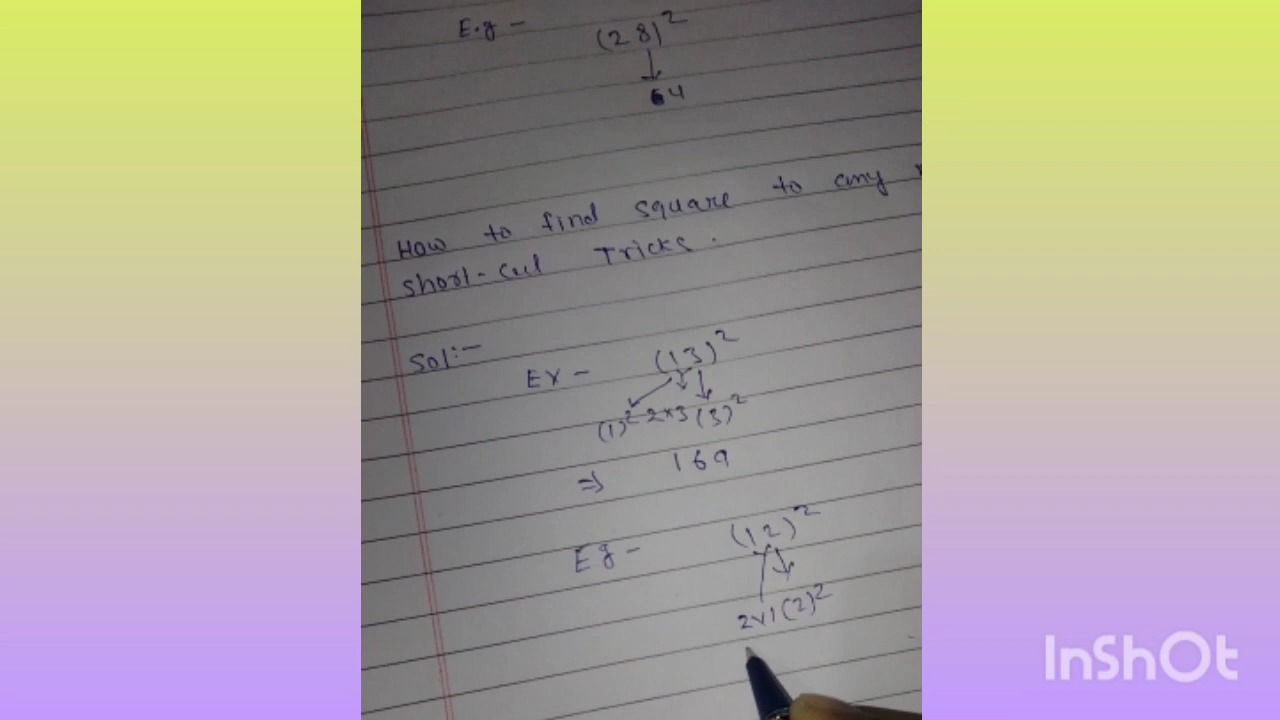 E.g - (28)²
64
How to find square to any
short-cut Tricks.
Sol:-
EX - (13)²
(1)² 2×3 (3)²
⇒ 169
Eg - (12)²
2×1 (2)²
InShOt